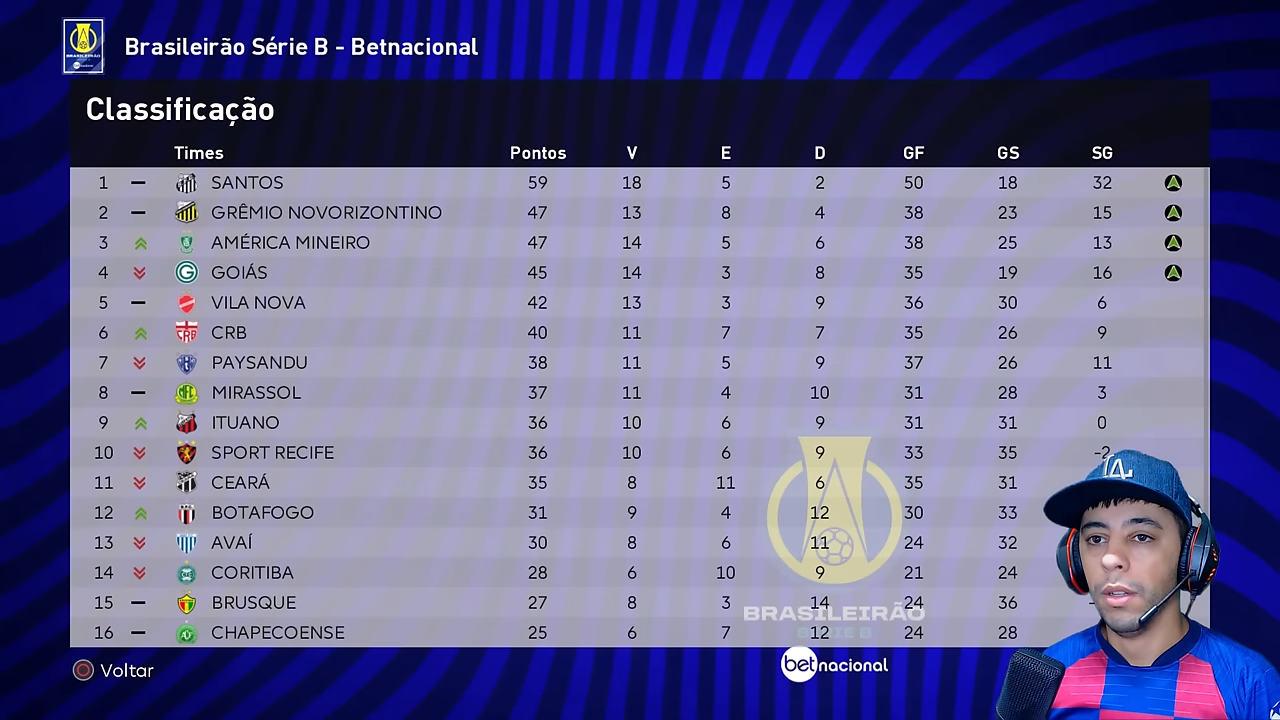 Brasileirão Série B - Betnacional
Classificação
Times Pontos V E D GF GS SG
1 SANTOS 59 18 5 2 50 18 32
2 GRÊMIO NOVORIZONTINO 47 13 8 4 38 23 15
3 AMÉRICA MINEIRO 47 14 5 6 38 25 13
4 GOIÁS 45 14 3 8 35 19 16
5 VILA NOVA 42 13 3 9 36 30 6
6 CRB 40 11 7 7 35 26 9
7 PAYSANDU 38 11 5 9 37 26 11
8 MIRASSOL 37 11 4 10 31 28 3
9 ITUANO 36 10 6 9 31 31 0
10 SPORT RECIFE 36 10 6 9 33 35 -2
11 CEARÁ 35 8 11 6 35 31
12 BOTAFOGO 31 9 4 12 30 33
13 AVAÍ 30 8 6 11 24 32
14 CORITIBA 28 6 10 9 21 24
15 BRUSQUE 27 8 3 14 24 36
16 CHAPECOENSE 25 6 7 12 24 28
BRASILEIRÃO
SÉRIE B
betnacional
Voltar
LA